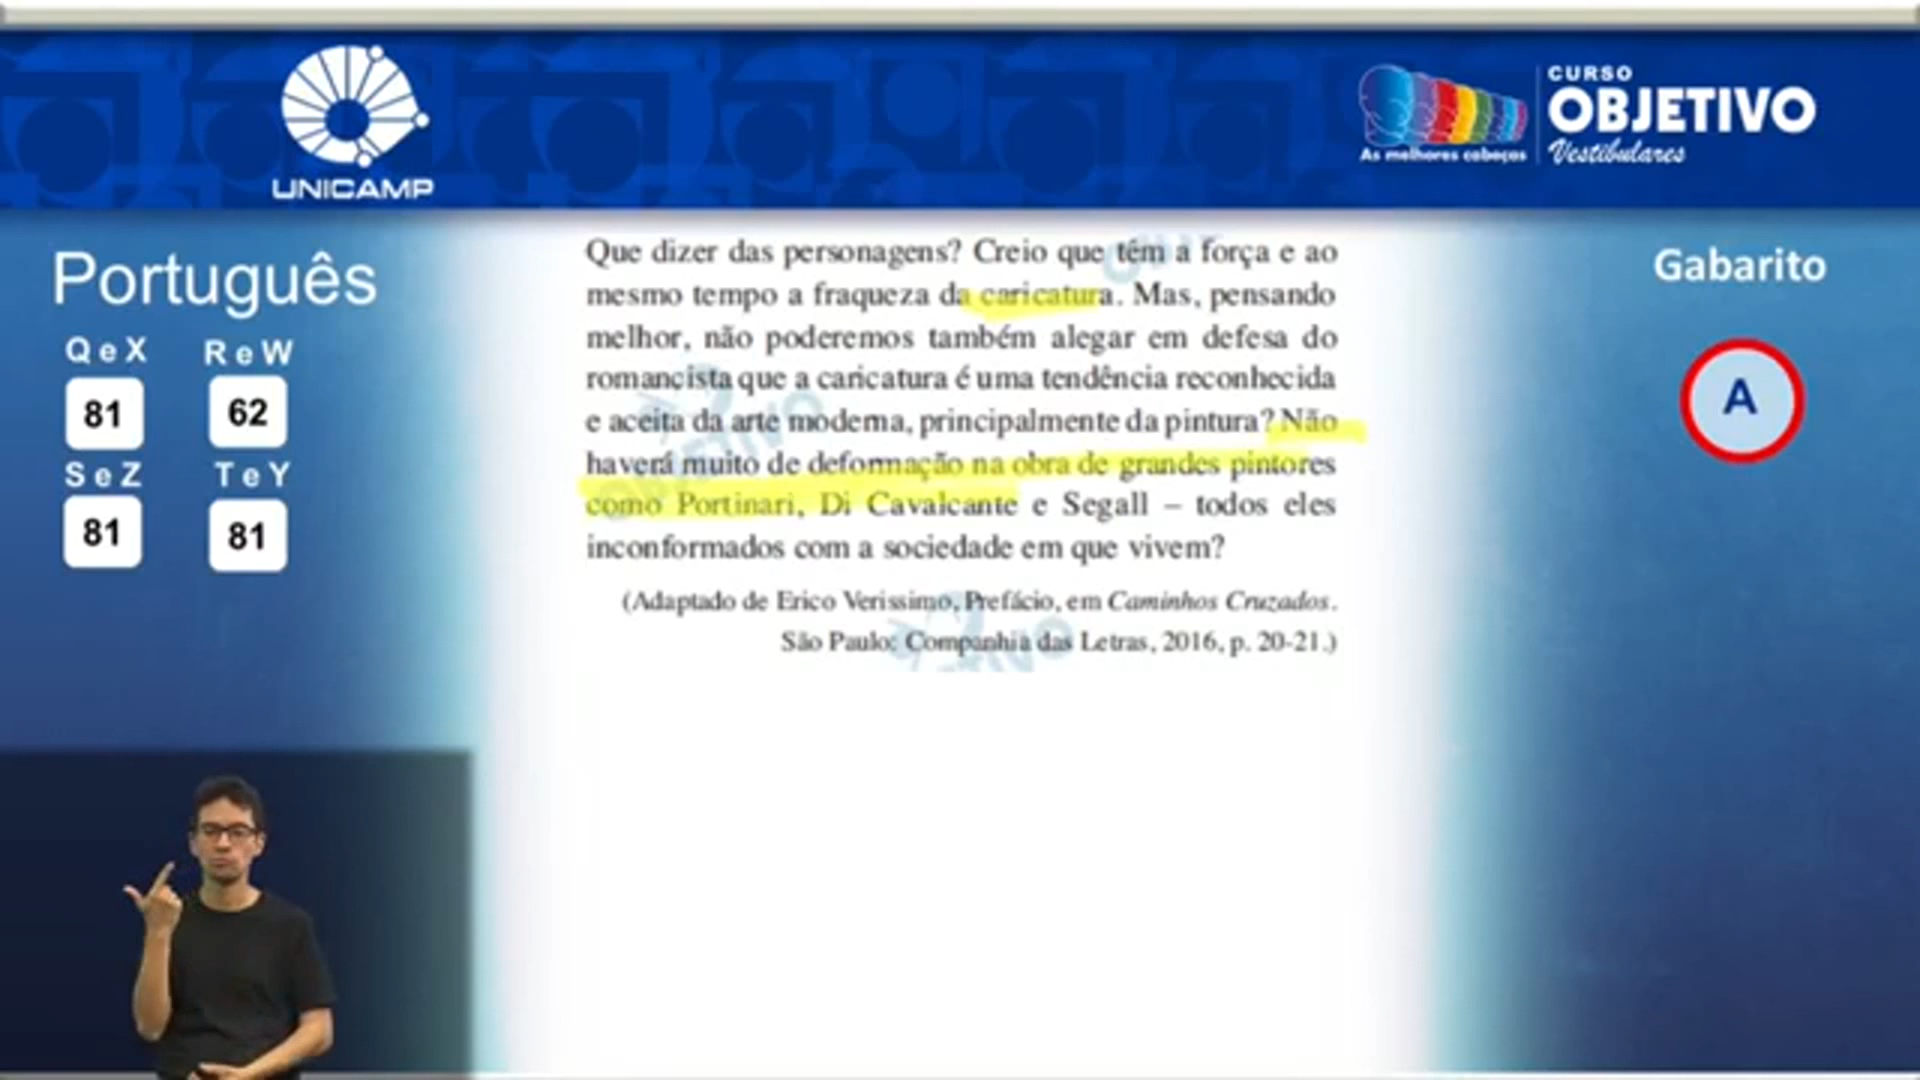 UNICAMP
As melhores cabeças
CURSO
OBJETIVO
Vestibulares
Português
Q e X
R e W
81
62
S e Z
T e Y
81
81
Que dizer das personagens? Creio que têm a força e ao
mesmo tempo a fraqueza da caricatura. Mas, pensando
melhor, não poderemos também alegar em defesa do
romancista que a caricatura é uma tendência reconhecida
e aceita da arte moderna, principalmente da pintura? Não
haverá muito de deformação na obra de grandes pintores
como Portinari, Di Cavalcante e Segall – todos eles
inconformados com a sociedade em que vivem?
(Adaptado de Erico Verissimo, Prefácio, em Caminhos Cruzados.
São Paulo: Companhia das Letras, 2016, p. 20-21.)
Gabarito
A